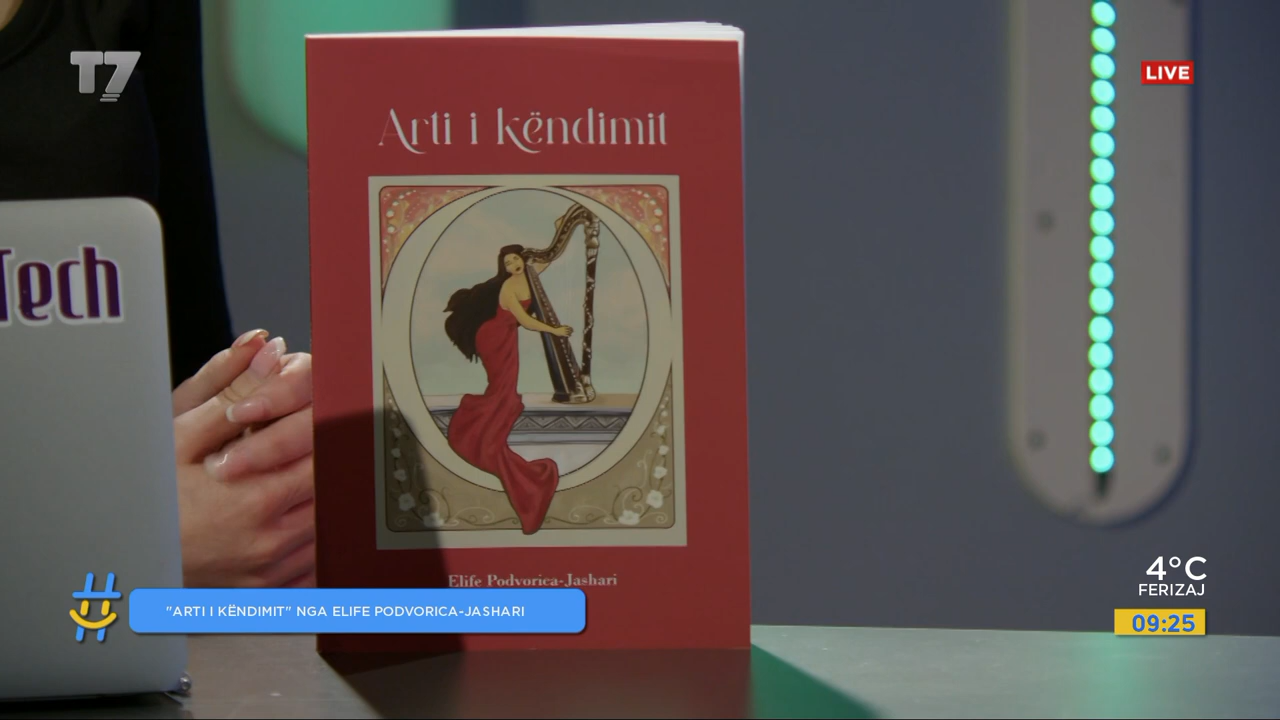 T7
LIVE
Arti i këndimit
Tech
Elife Podvorica-Jashari
"ARTI I KËNDIMIT" NGA ELIFE PODVORICA-JASHARI
4°C
FERIZAJ
09:25